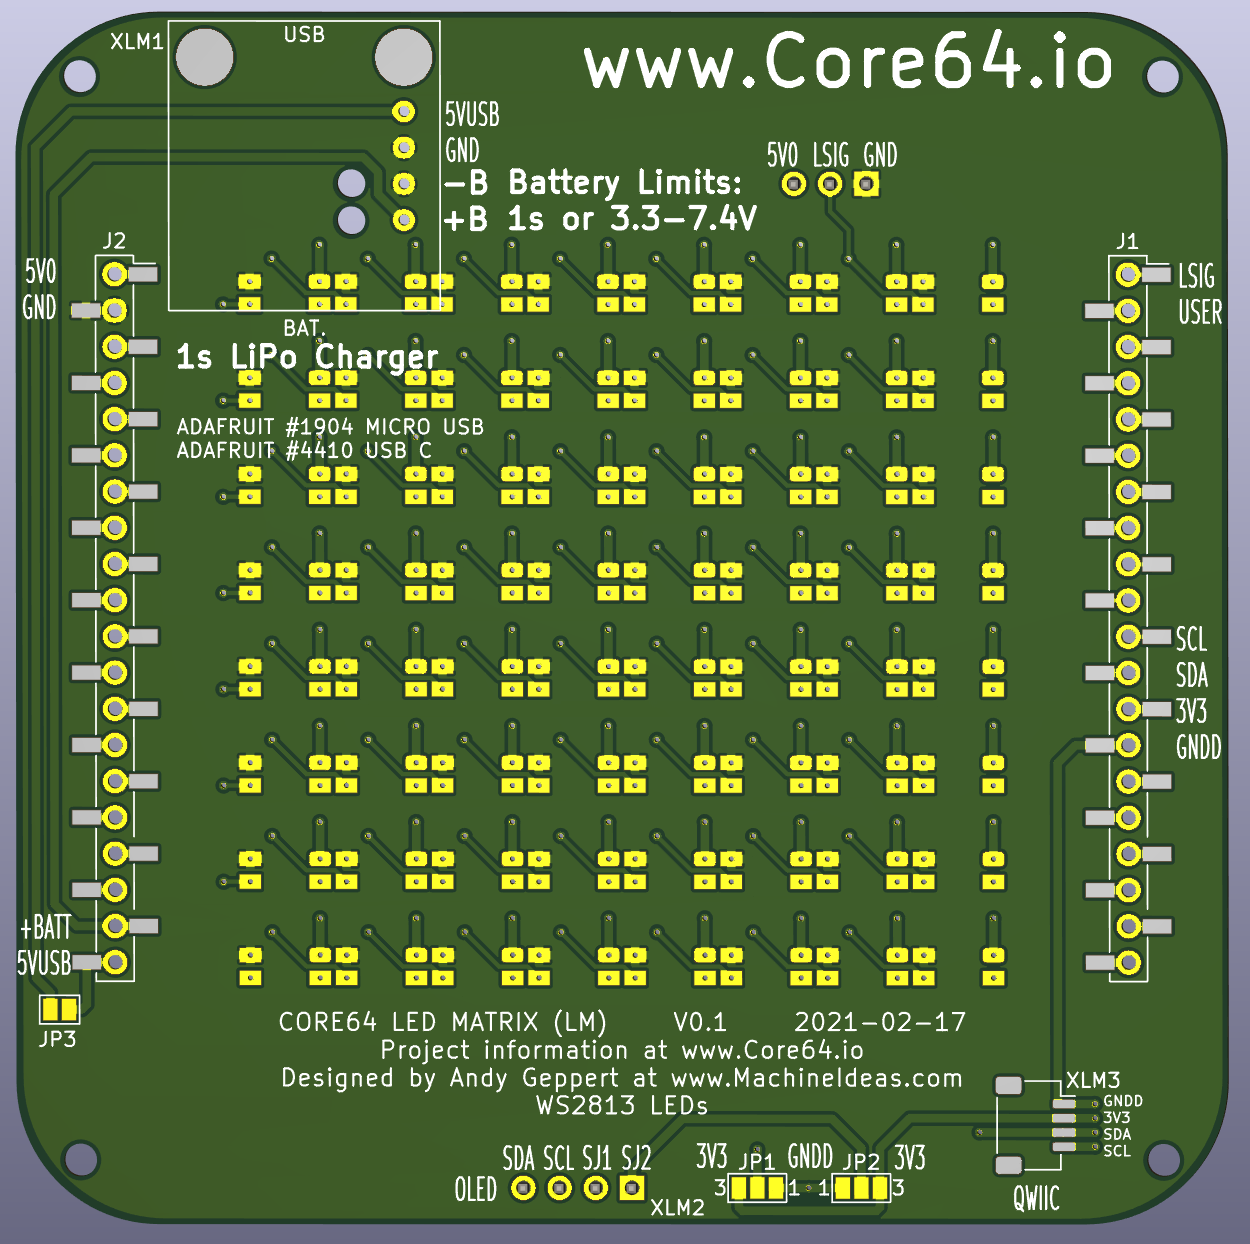 XLM1
USB
www.Core64.io
5VUSB
GND
-B Battery Limits:
+B 1s or 3.3-7.4V
5V0 LSIG GND
J2
J1
5V0
GND
LSIG
USER
BAT.
1s LiPo Charger
ADAFRUIT #1904 MICRO USB
ADAFRUIT #4410 USB C
SCL
SDA
3V3
GNDD
+BATT
5VUSB
JP3
CORE64 LED MATRIX (LM) V0.1 2021-02-17
Project information at www.Core64.io
Designed by Andy Geppert at www.MachineIdeas.com
WS2813 LEDs
XLM3
GNDD
3V3
SDA
SCL
QWIIC
SDA SCL SJ1 SJ2
OLED
XLM2
3V3 GNDD 3V3
JP1 JP2
3 1 1 3